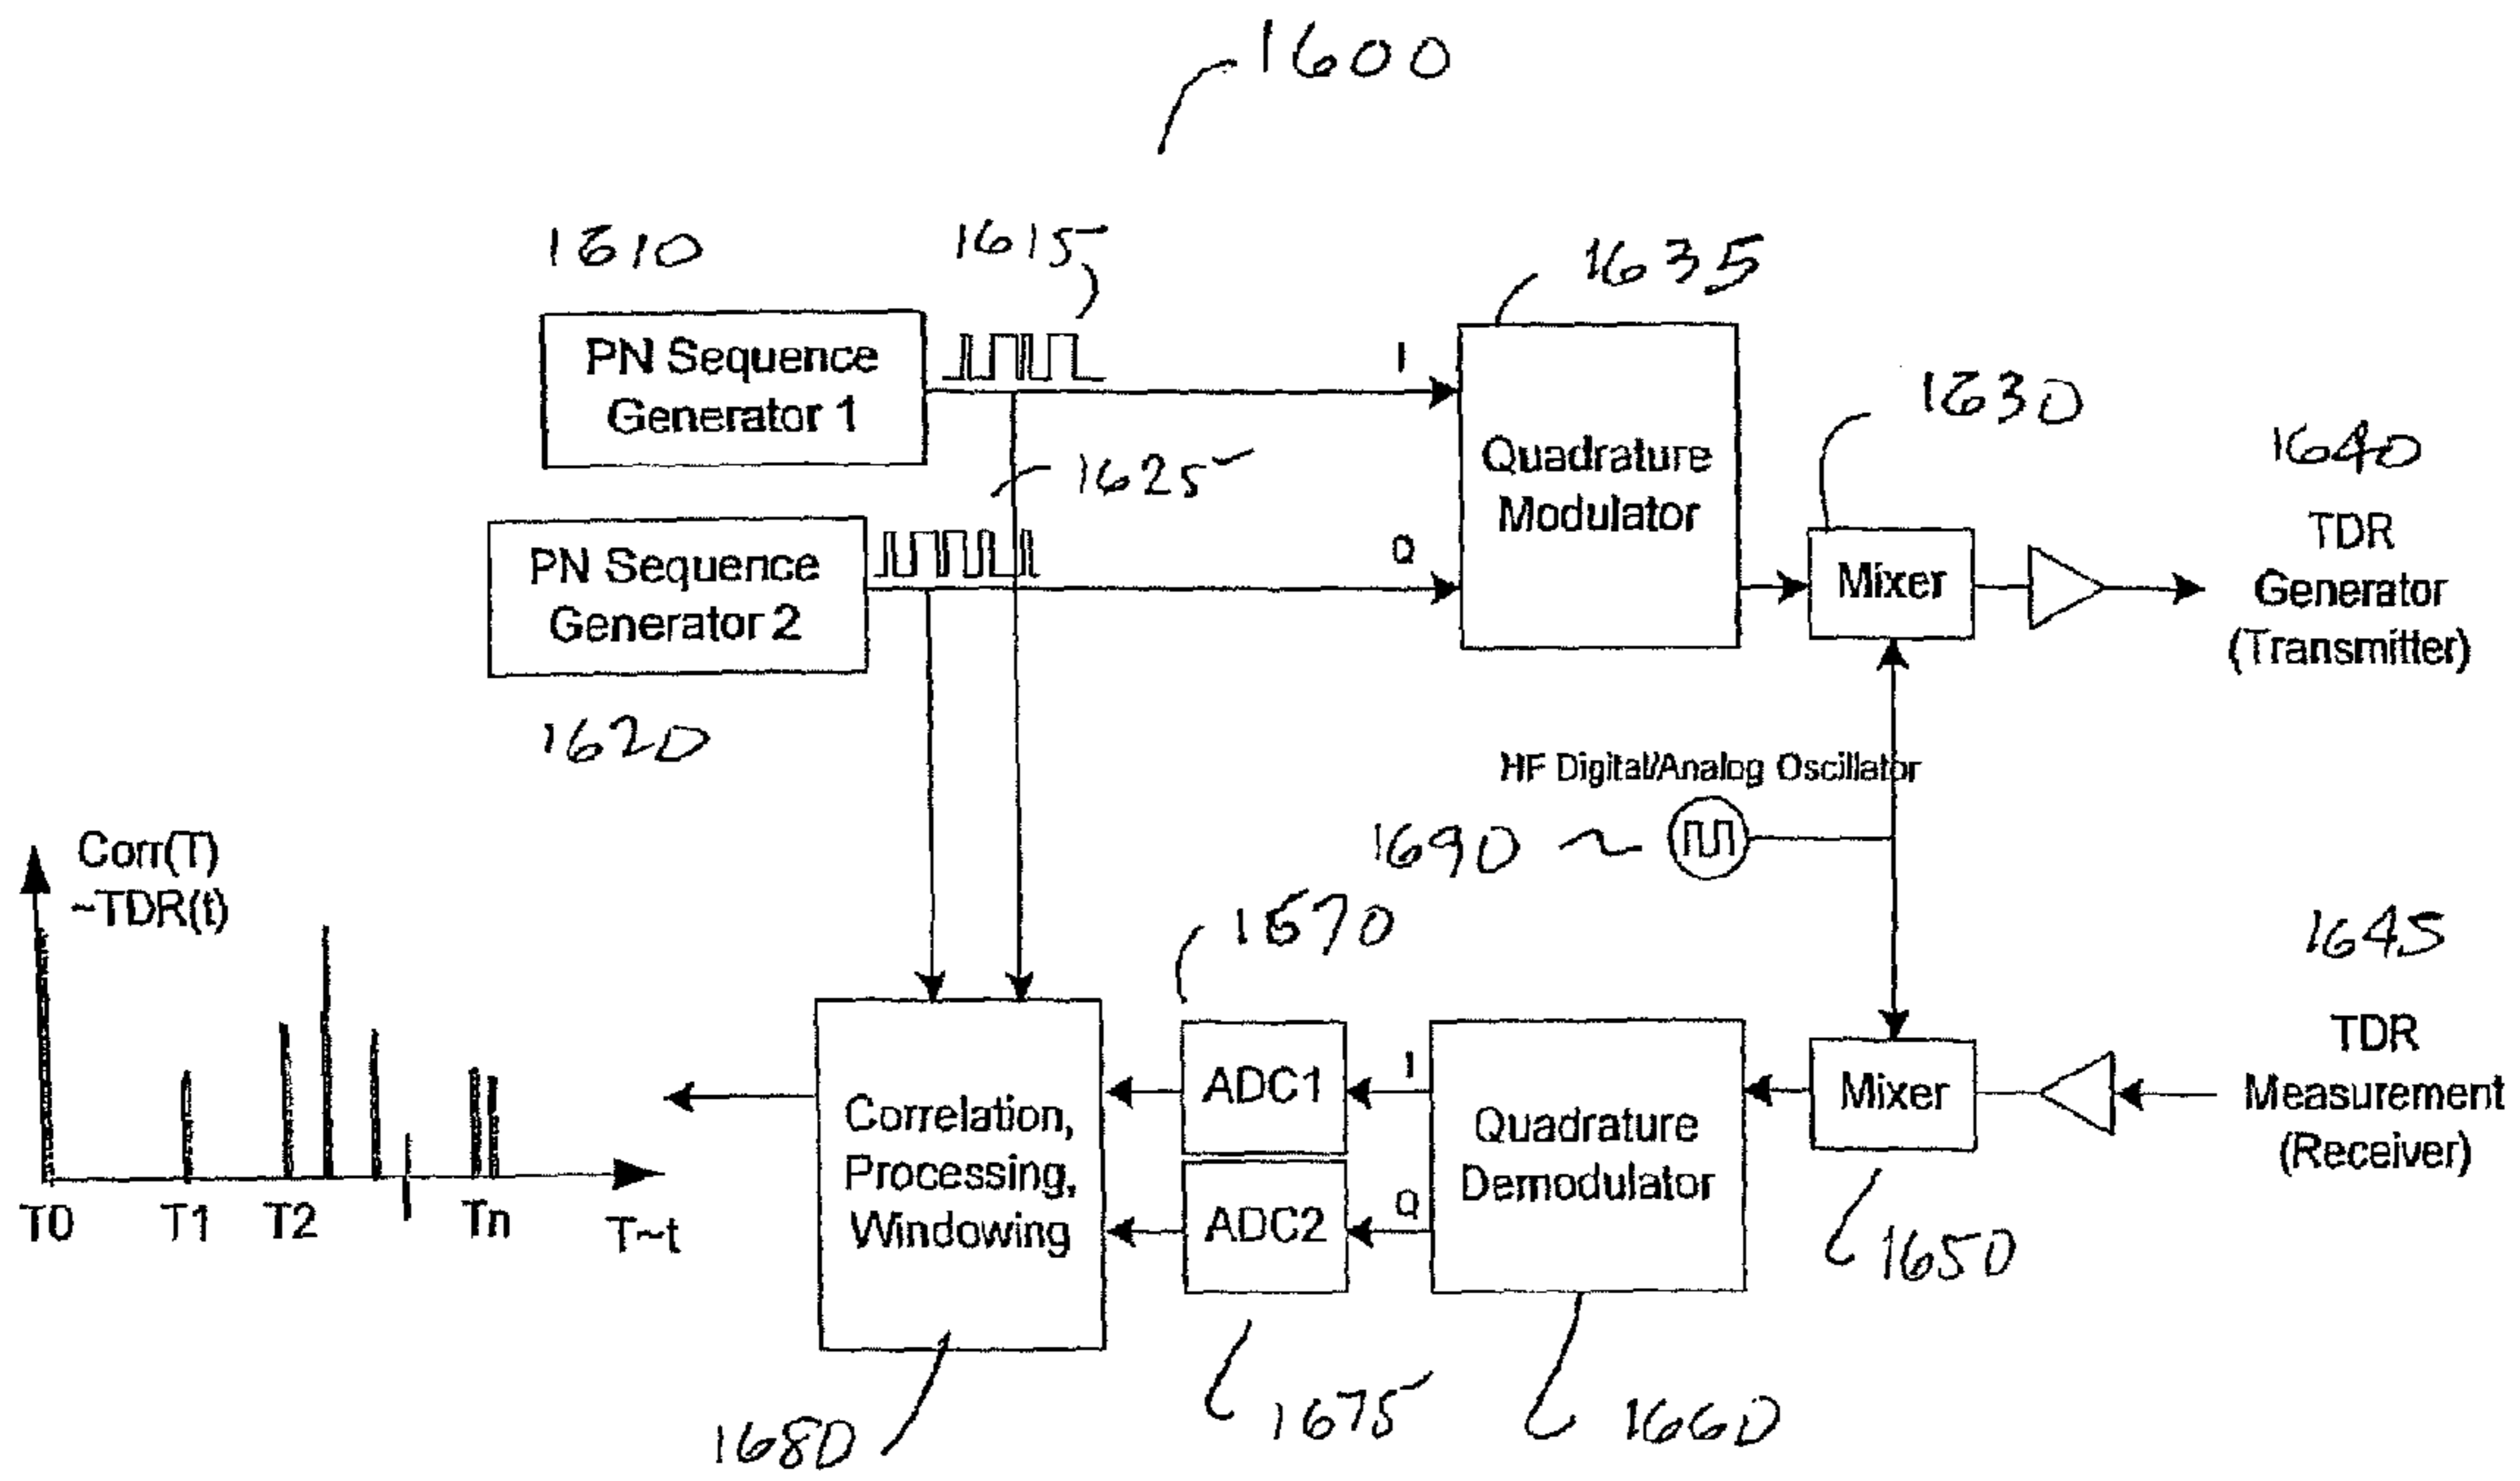 1600
1610
1615
1635
PN Sequence
Generator 1
I
1630
1640
1625
Quadrature
Modulator
TDR
Generator
(Transmitter)
PN Sequence
Generator 2
Q
Mixer
1620
HF Digital/Analog Oscillator
1690
Corr(T)
~TDR(t)
1670
1645
TDR
Measurement
(Receiver)
ADC1
I
Mixer
Correlation,
Processing,
Windowing
Quadrature
Demodulator
ADC2
Q
T0
T1
T2
Tn
T~t
1650
1680
1675
1660